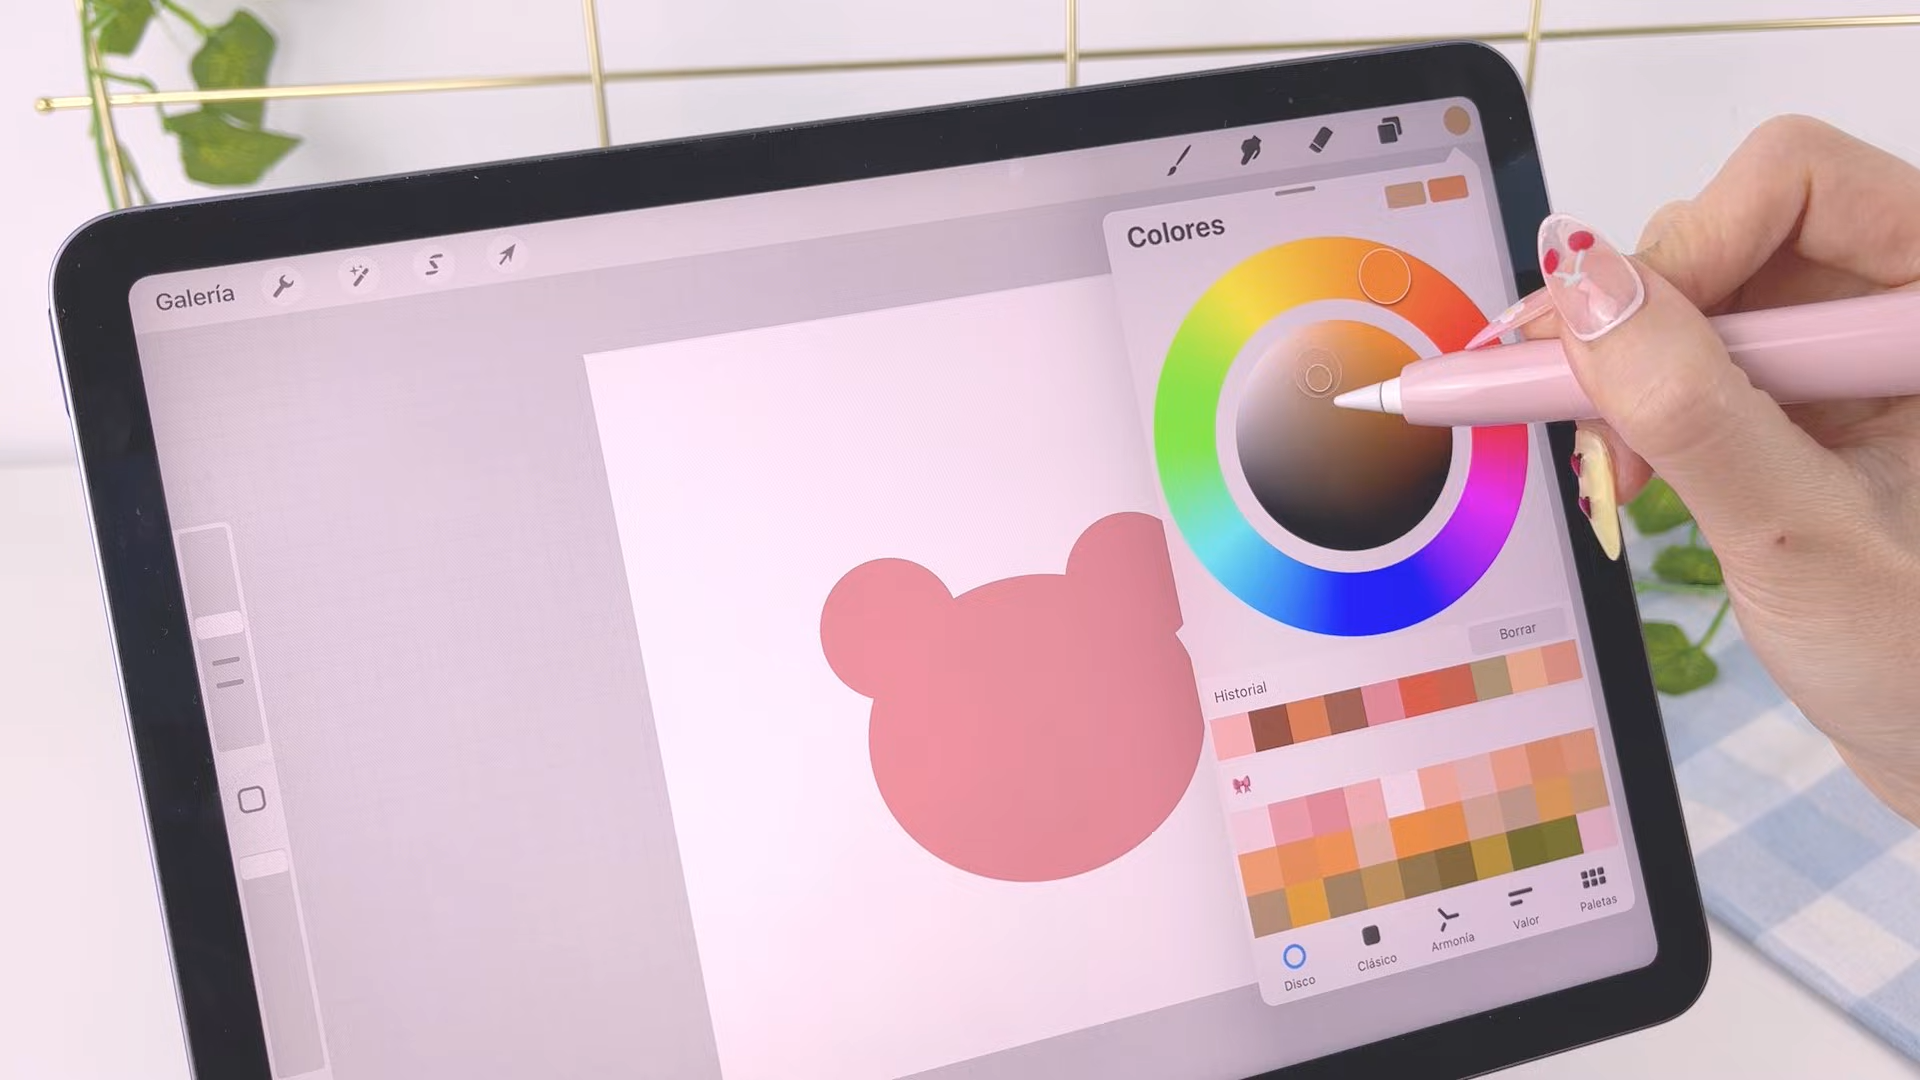 Galería
Colores
Borrar
Historial
Disco
Clásico
Armonía
Valor
Paletas